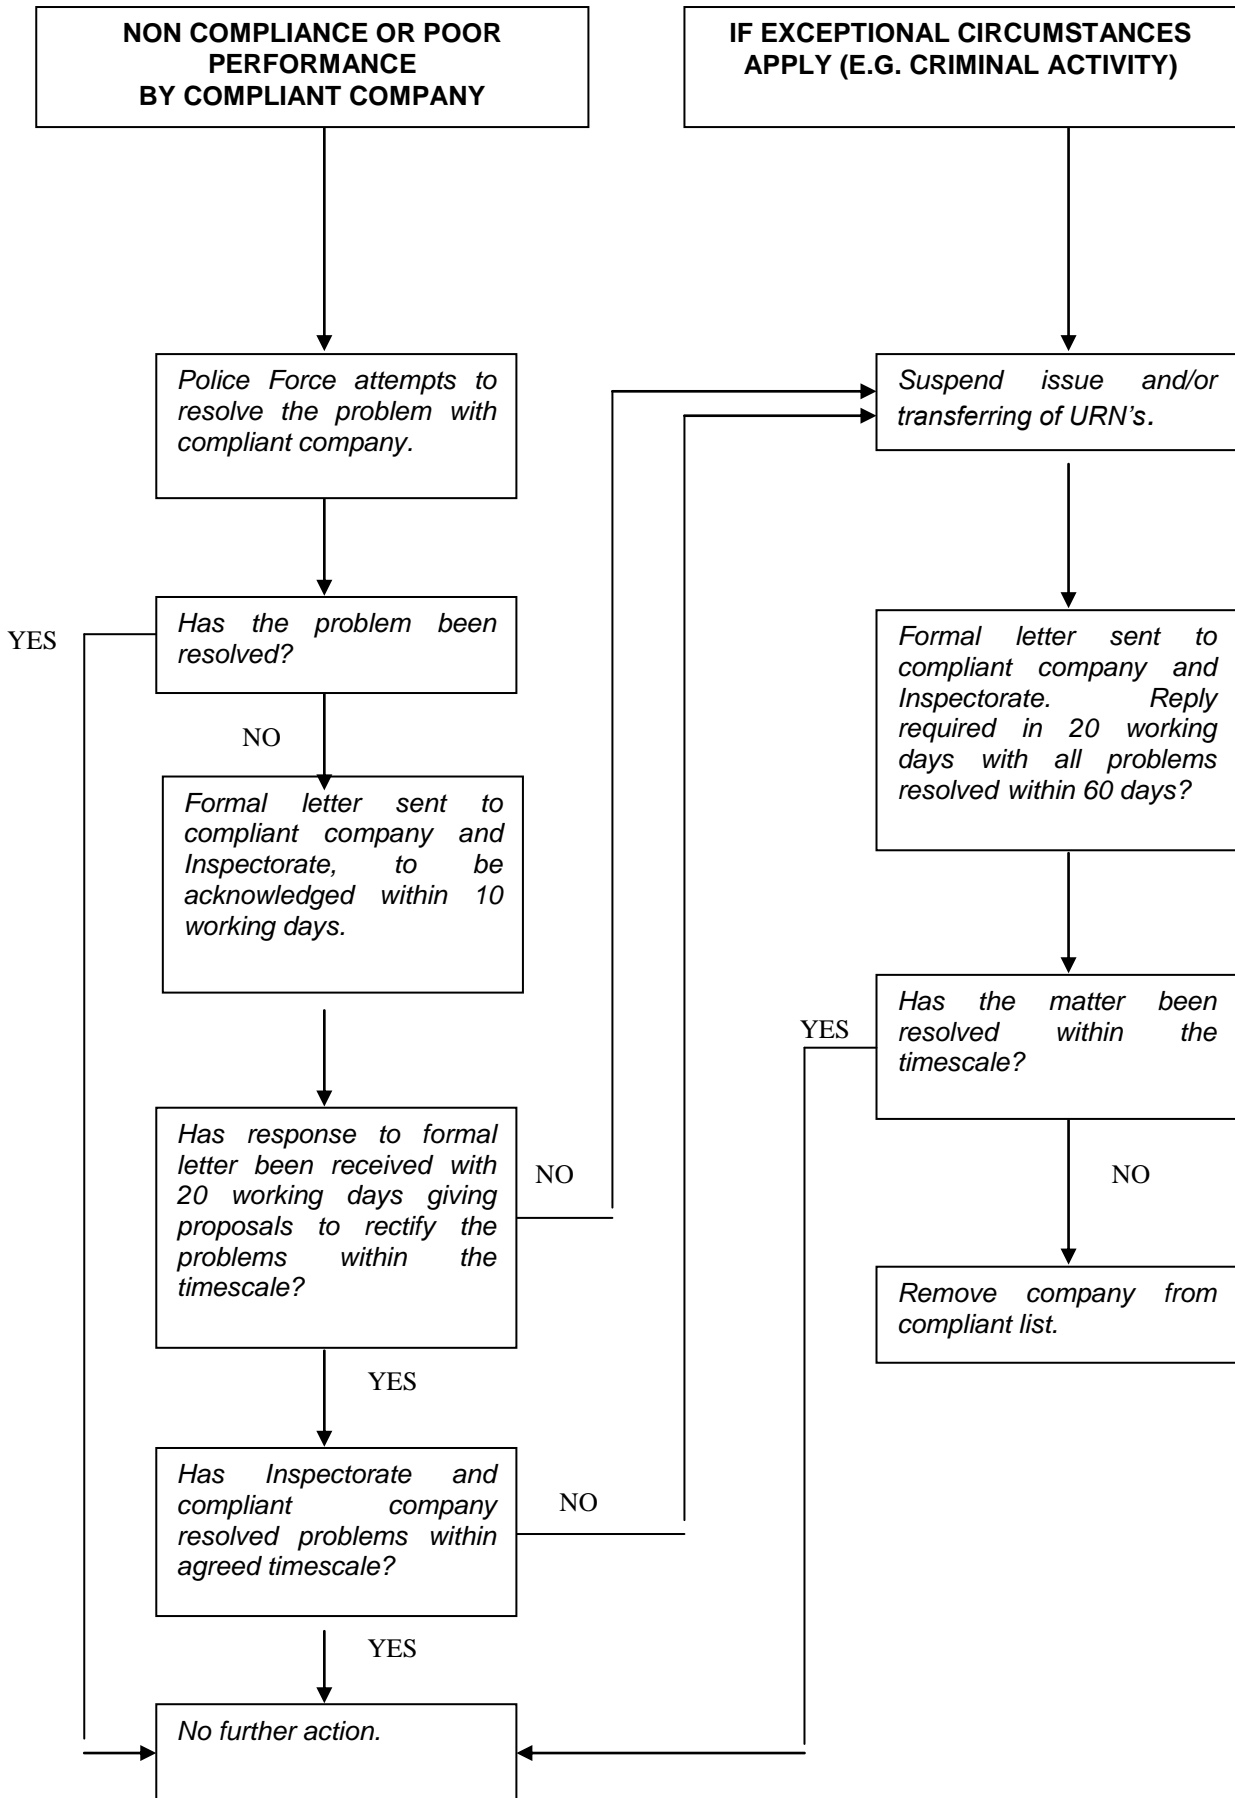 NON COMPLIANCE OR POOR
PERFORMANCE
BY COMPLIANT COMPANY
IF EXCEPTIONAL CIRCUMSTANCES
APPLY (E.G. CRIMINAL ACTIVITY)
Police Force attempts to
resolve the problem with
compliant company.
Suspend issue and/or
transferring of URN's.
Has the problem been
resolved?
YES
NO
Formal letter sent to
compliant company and
Inspectorate, to be
acknowledged within 10
working days.
Formal letter sent to
compliant company and
Inspectorate. Reply
required in 20 working
days with all problems
resolved within 60 days?
Has response to formal
letter been received with
20 working days giving
proposals to rectify the
problems within the
timescale?
NO
YES
Has the matter been
resolved within the
timescale?
YES
NO
Remove company from
compliant list.
Has Inspectorate and
compliant company
resolved problems within
agreed timescale?
NO
YES
No further action.